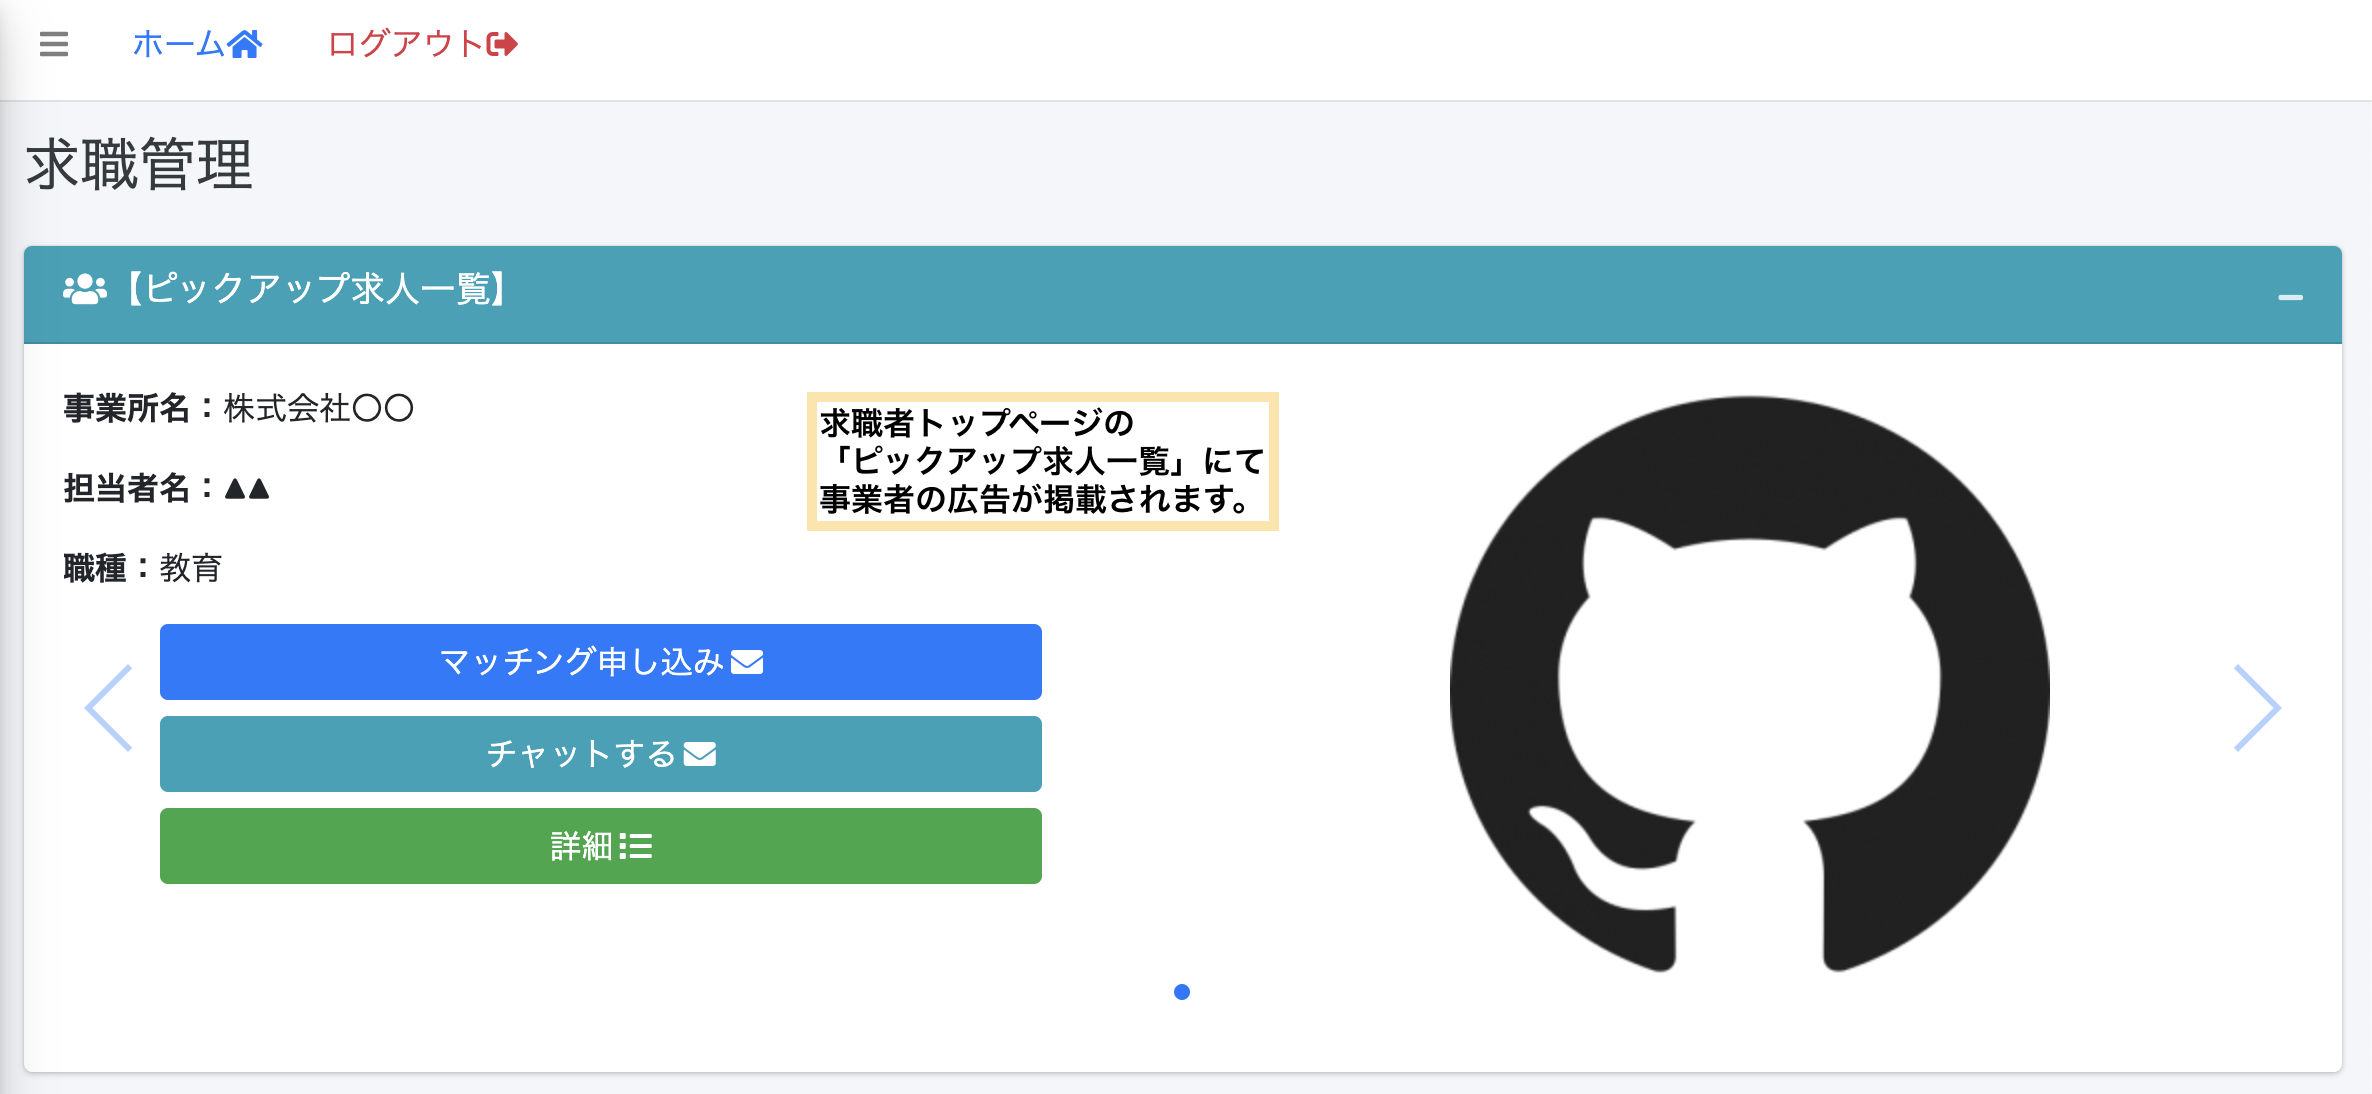 ホーム
ログアウト
求職管理
【ピックアップ求人一覧】
事業所名：株式会社〇〇
担当者名：▲▲
職種：教育
求職者トップページの
「ピックアップ求人一覧」にて
事業者の広告が掲載されます。
マッチング申し込み
チャットする
詳細